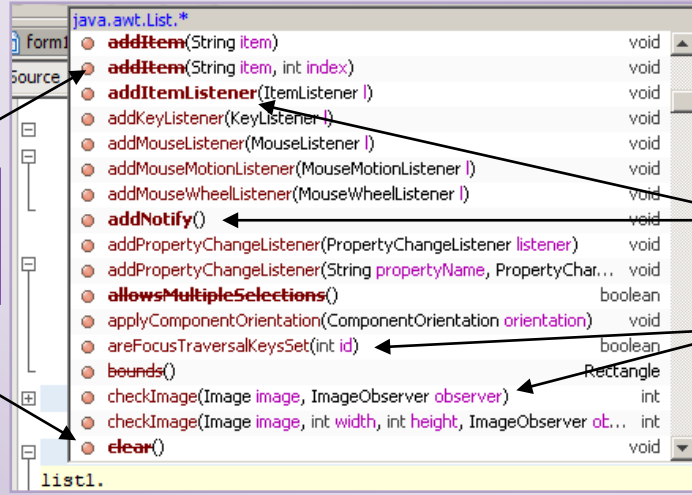 java.awt.List.*
form1
Source
addItem(String item) void
addItem(String item, int index) void
addItemListener(ItemListener l) void
addKeyListener(KeyListener l) void
addMouseListener(MouseListener l) void
addMouseMotionListener(MouseMotionListener l) void
addMouseWheelListener(MouseWheelListener l) void
addNotify() void
addPropertyChangeListener(PropertyChangeListener listener) void
addPropertyChangeListener(String propertyName, PropertyChar... void
allowsMultipleSelections() boolean
applyComponentOrientation(ComponentOrientation orientation) void
areFocusTraversalKeysSet(int id) boolean
bounds() Rectangle
checkImage(Image image, ImageObserver observer) int
checkImage(Image image, int width, int height, ImageObserver ob... int
clear() void
list1.